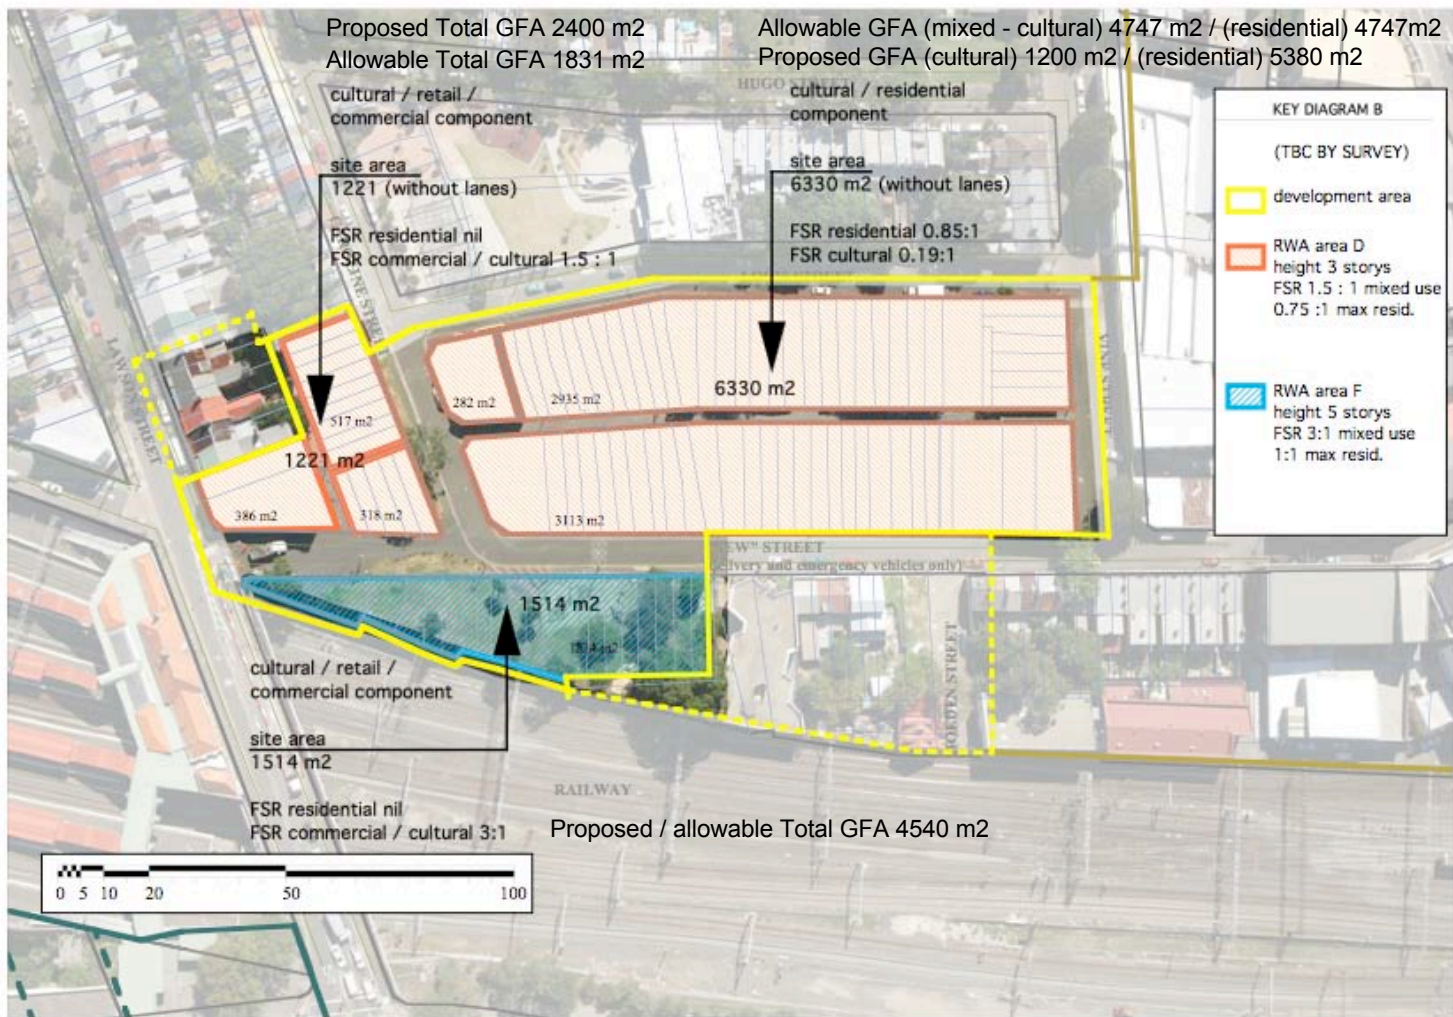 Proposed Total GFA 2400 m2
Allowable Total GFA 1831 m2
Allowable GFA (mixed - cultural) 4747 m2 / (residential) 4747m2
Proposed GFA (cultural) 1200 m2 / (residential) 5380 m2
HUGO STREET
cultural / retail /
commercial component
site area
1221 (without lanes)
FSR residential nil
FSR commercial / cultural 1.5 : 1
cultural / residential
component
site area
6330 m2 (without lanes)
FSR residential 0.85:1
FSR cultural 0.19:1
KEY DIAGRAM B
(TBC BY SURVEY)
development area
RWA area D
height 3 storys
FSR 1.5 : 1 mixed use
0.75 :1 max resid.
RWA area F
height 5 storys
FSR 3:1 mixed use
1:1 max resid.
STREET
LAWSON STREET
517 m2
1221 m2
386 m2
318 m2
282 m2
2935 m2
6330 m2
3113 m2
STREET
and emergency vehicles only)
1514 m2
cultural / retail /
commercial component
site area
1514 m2
FSR residential nil
FSR commercial / cultural 3:1
STREET
RAILWAY
Proposed / allowable Total GFA 4540 m2
0 5 10 20 50 100